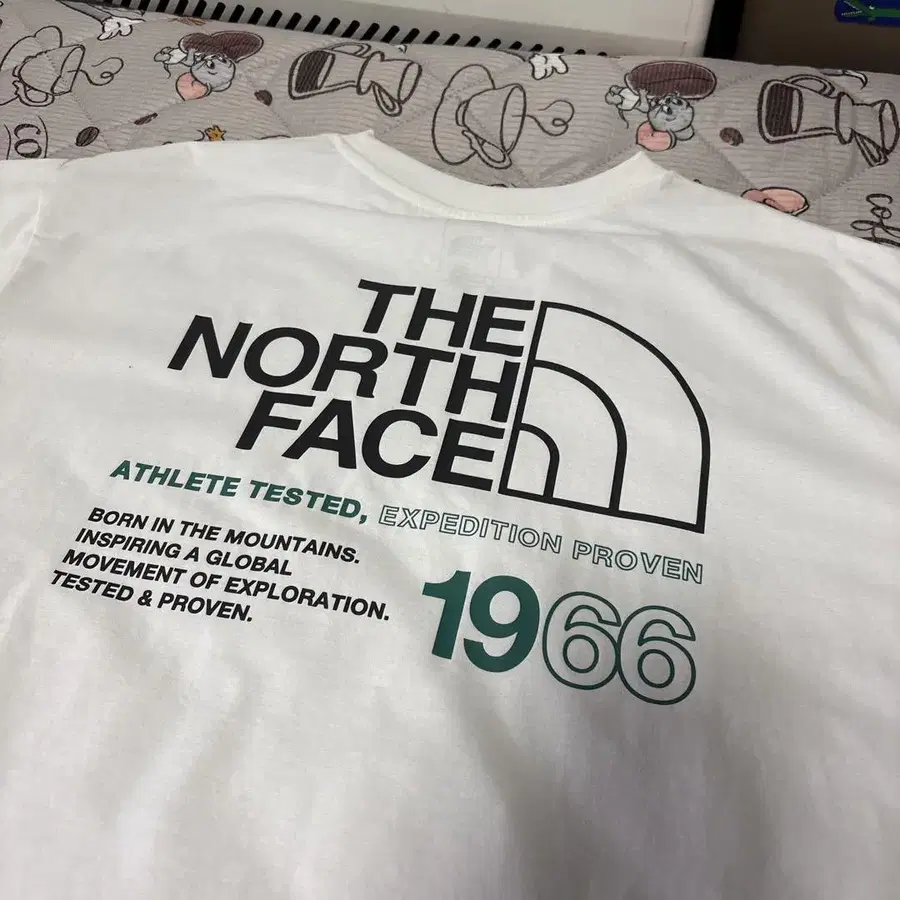 THE
NORTH
FACE
ATHLETE TESTED, EXPEDITION PROVEN
BORN IN THE MOUNTAINS.
INSPIRING A GLOBAL
MOVEMENT OF EXPLORATION.
TESTED & PROVEN.
1966